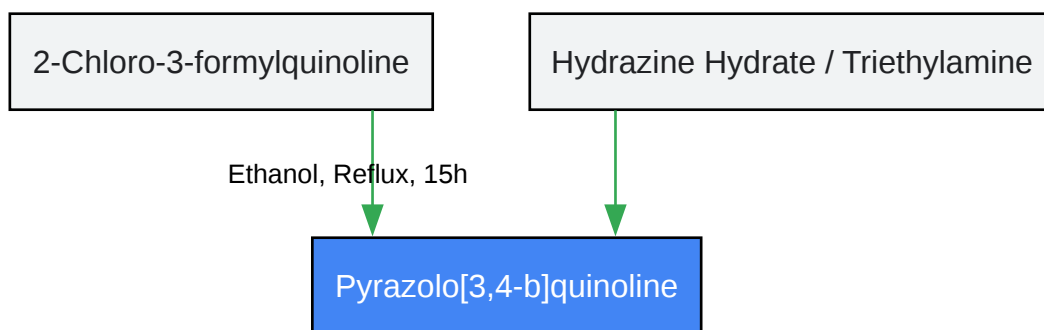 2-Chloro-3-formylquinoline
Hydrazine Hydrate / Triethylamine
Ethanol, Reflux, 15h
Pyrazolo[3,4-b]quinoline